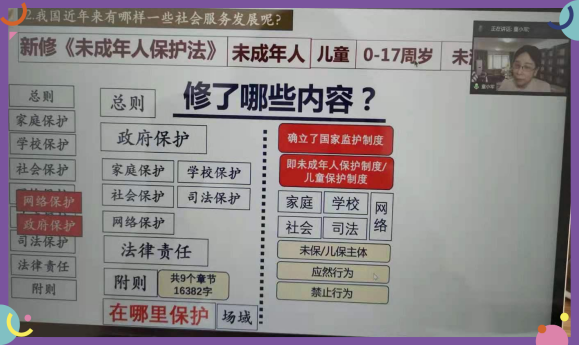 2.我国近年来有哪样一些社会服务发展呢?
正在讲话:
新修《未成年人保护法》 未成年人 儿童 0-17周岁
修了哪些内容？
总则
家庭保护
学校保护
社会保护
网络保护
政府保护
司法保护
法律责任
附则
总则
政府保护
家庭保护 学校保护
社会保护 司法保护
网络保护
法律责任
附则 共9个章节
16382字
在哪里保护 场域
确立了国家监护制度
即未成年人保护制度/
儿童保护制度
家庭 学校 网络
社会 司法
未保/儿保主体
应然行为
禁止行为